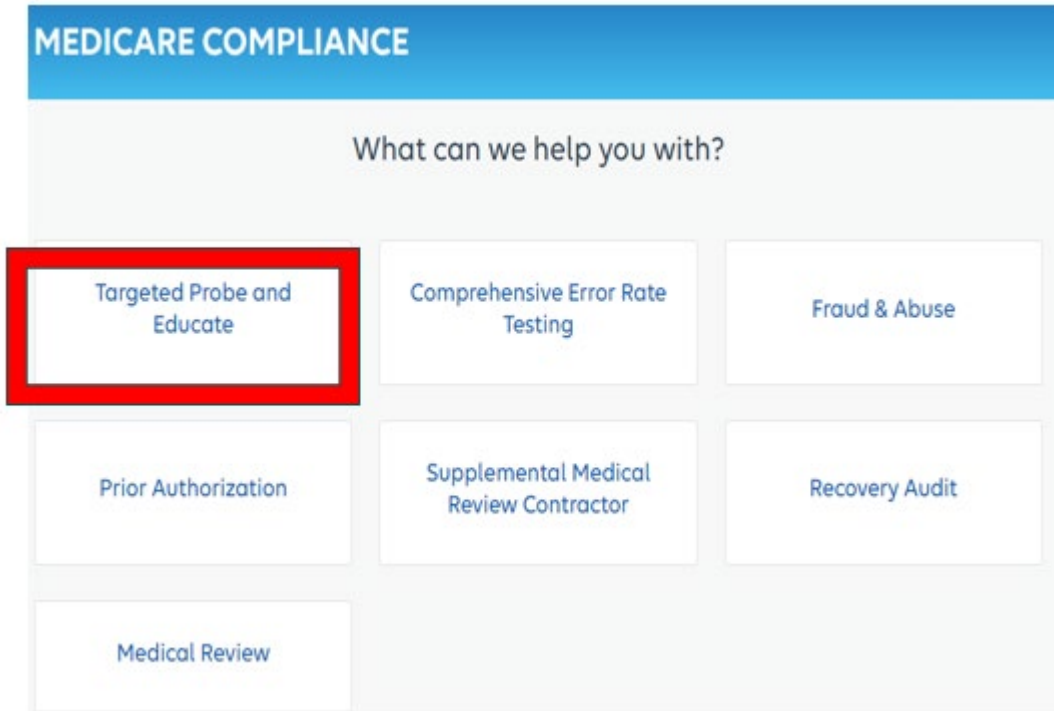 MEDICARE COMPLIANCE
What can we help you with?
Targeted Probe and
Educate
Comprehensive Error Rate
Testing
Fraud & Abuse
Prior Authorization
Supplemental Medical
Review Contractor
Recovery Audit
Medical Review